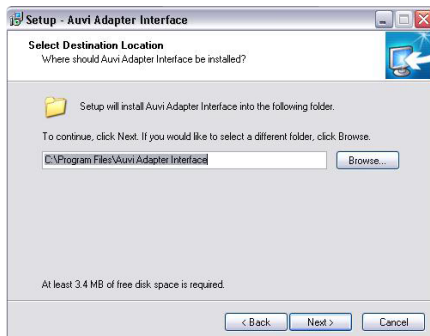 Setup - Auvi Adapter Interface
Select Destination Location
Where should Auvi Adapter Interface be installed?
Setup will install Auvi Adapter Interface into the following folder.
To continue, click Next. If you would like to select a different folder, click Browse.
C:\Program Files\Auvi Adapter Interface
Browse...
At least 3.4 MB of free disk space is required.
< Back
Next >
Cancel